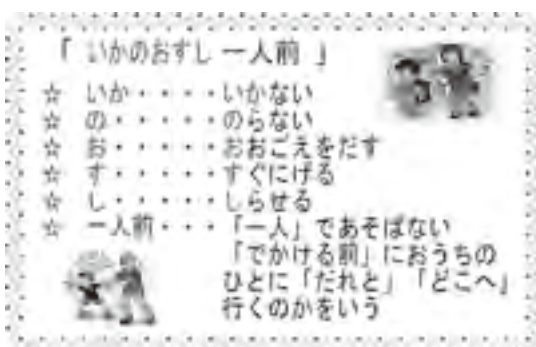 「 いかのおすし 一人前 」
☆ いか・・・・いかない
☆ の・・・・・のらない
☆ お・・・・・おおごえをだす
☆ す・・・・・すぐにげる
☆ し・・・・・しらせる
☆ 一人前・・・「一人」であそばない
「でかける前」におうちの
ひとに「だれと」「どこへ」
行くのかをいう